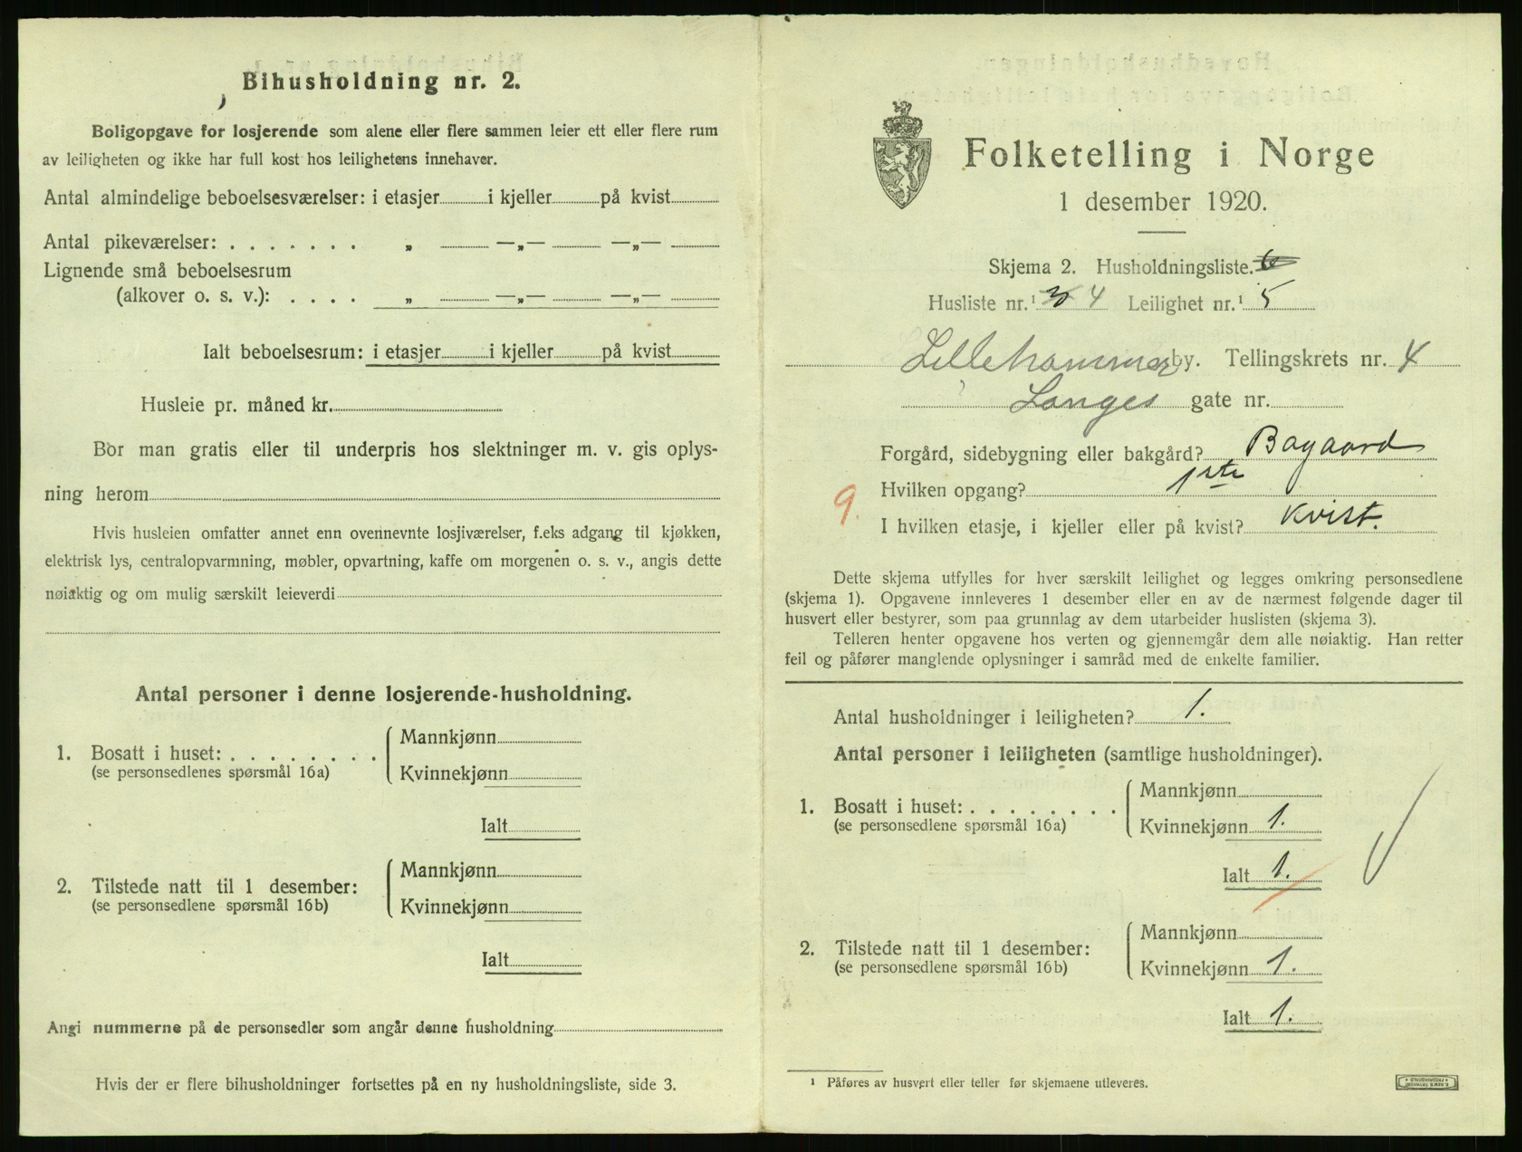 Bihusholdning nr. 2.
Boligopgave for losjerende som alene eller flere sammen leier ett eller flere rum
av leiligheten og ikke har full kost hos leilighetens innehaver.
Antal almindelige beboelsesværelser: i etasjer i kjeller på kvist
Antal pikeværelser: . . . . . . . „ —„— —„—
Lignende små beboelsesrum
(alkover o. s. v.): . . . . „ —„— —„—
Ialt beboelsesrum: i etasjer i kjeller på kvist
Husleie pr. måned kr.
Bor man gratis eller til underpris hos slektninger m. v. gis oplys-
ning herom
Hvis husleien omfatter annet enn ovennevnte losjiværelser, f.eks adgang til kjøkken,
elektrisk lys, centralopvarmning, møbler, opvartning, kaffe om morgenen o. s. v., angis dette
nøiaktig og om mulig særskilt leieverdi
Antal personer i denne losjerende-husholdning.
1. Bosatt i huset: . . . . . . . . Mannkjønn
(se personsedlenes spørsmål 16a) Kvinnekjønn
Ialt
2. Tilstede natt til 1 desember: Mannkjønn
(se personsedlene spørsmål 16b) Kvinnekjønn
Ialt
Angi nummerne på de personsedler som angår denne husholdning
Hvis der er flere bihusholdninger fortsettes på en ny husholdningsliste, side 3.
Folketelling i Norge
1 desember 1920.
Skjema 2. Husholdningsliste. 6
Husliste nr.¹ 3 4 Leilighet nr.¹ 5
Lillehammer by. Tellingskrets nr. 4
Langes gate nr.
Forgård, sidebygning eller bakgård? Bagaard
Hvilken opgang? 1ste
9. I hvilken etasje, i kjeller eller på kvist? Kvist.
Dette skjema utfylles for hver særskilt leilighet og legges omkring personsedlene
(skjema 1). Opgavene innleveres 1 desember eller en av de nærmest følgende dager til
husvert eller bestyrer, som paa grunnlag av dem utarbeider huslisten (skjema 3).
Telleren henter opgavene hos verten og gjennemgår dem alle nøiaktig. Han retter
feil og påfører manglende oplysninger i samråd med de enkelte familier.
Antal husholdninger i leiligheten? 1.
Antal personer i leiligheten (samtlige husholdninger).
1. Bosatt i huset: . . . . . . . . Mannkjønn
(se personsedlene spørsmål 16a) Kvinnekjønn 1.
Ialt 1.
2. Tilstede natt til 1 desember: Mannkjønn
(se personsedlene spørsmål 16b) Kvinnekjønn 1.
Ialt 1.
¹ Påføres av husvert eller teller før skjemaene utleveres.